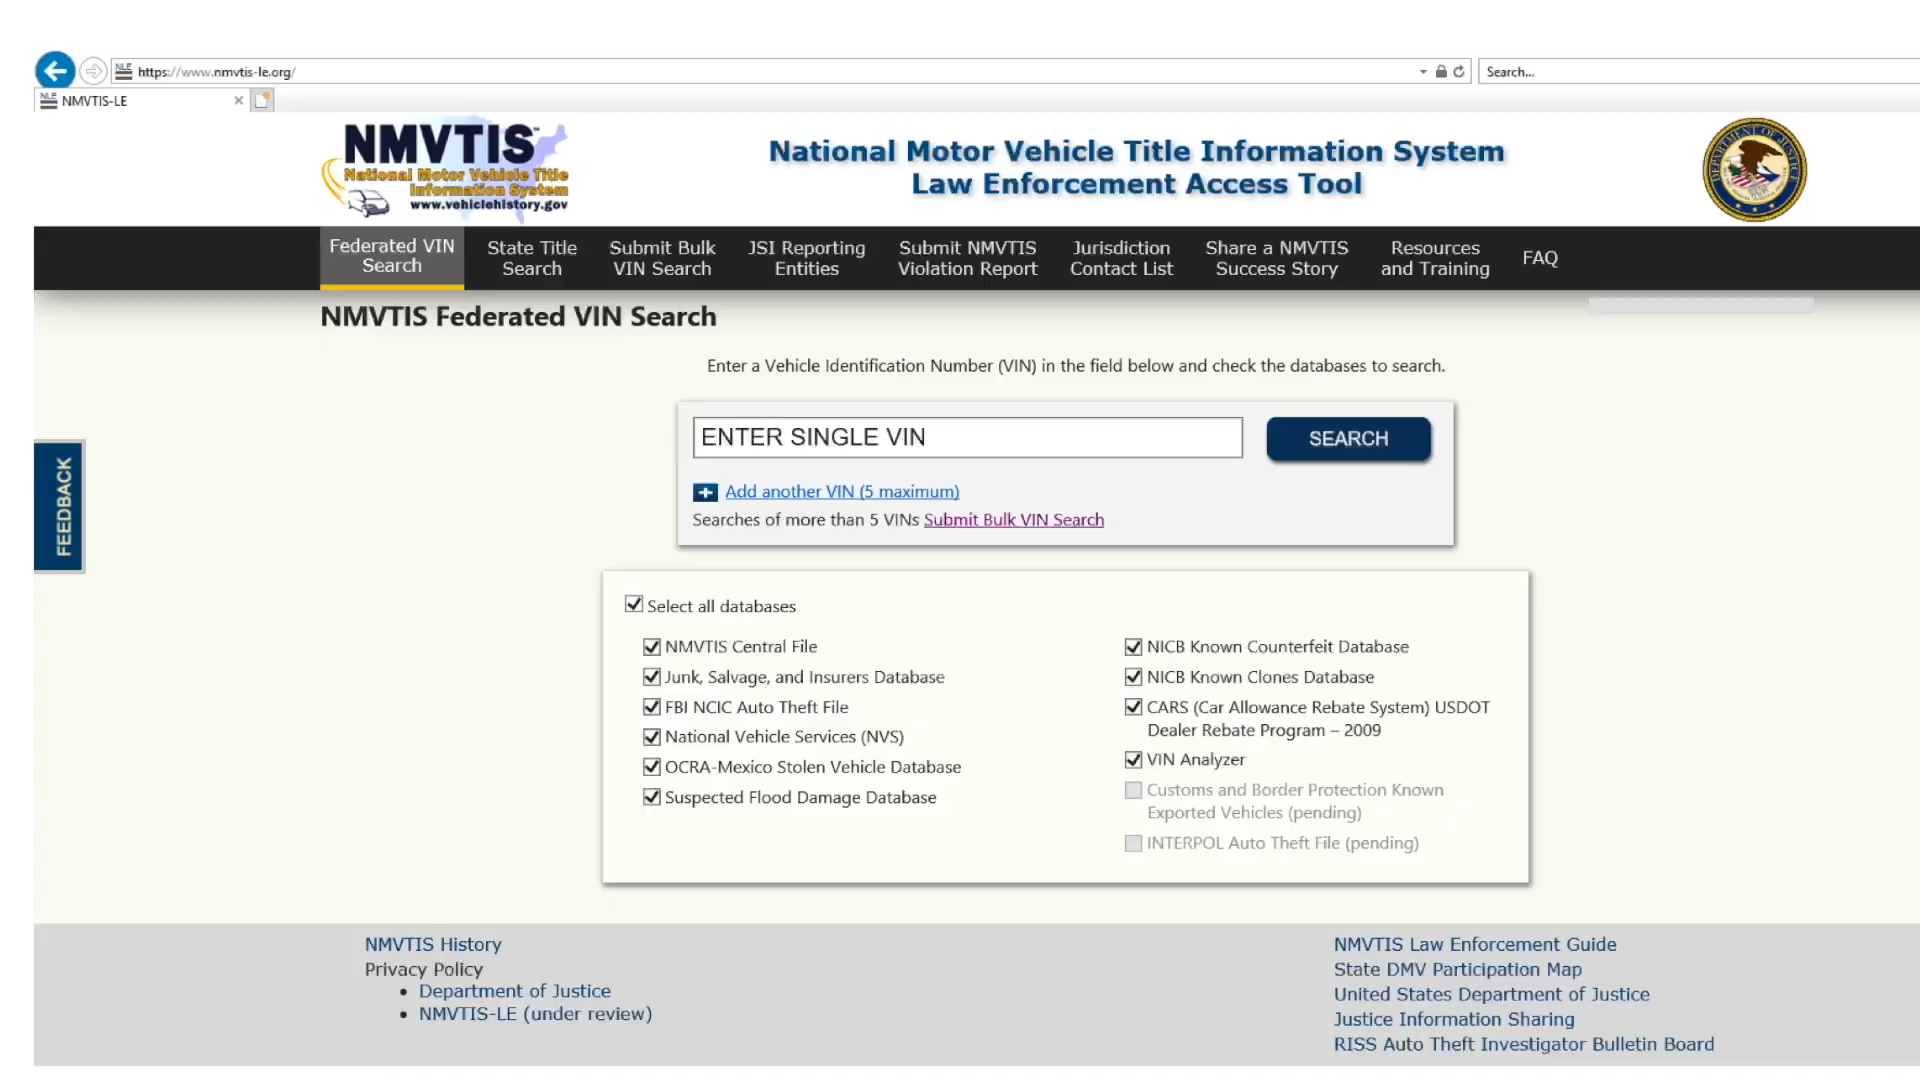 NLE https://www.nmvtis-le.org/
Search...
NLE NMVTIS-LE
NMVTIS™
National Motor Vehicle Title
Information System
www.vehiclehistory.gov
National Motor Vehicle Title Information System
Law Enforcement Access Tool
Federated VIN
Search
State Title
Search
Submit Bulk
VIN Search
JSI Reporting
Entities
Submit NMVTIS
Violation Report
Jurisdiction
Contact List
Share a NMVTIS
Success Story
Resources
and Training
FAQ
NMVTIS Federated VIN Search
Enter a Vehicle Identification Number (VIN) in the field below and check the databases to search.
ENTER SINGLE VIN
SEARCH
Add another VIN (5 maximum)
Searches of more than 5 VINs Submit Bulk VIN Search
FEEDBACK
Select all databases
NMVTIS Central File
Junk, Salvage, and Insurers Database
FBI NCIC Auto Theft File
National Vehicle Services (NVS)
OCRA-Mexico Stolen Vehicle Database
Suspected Flood Damage Database
NICB Known Counterfeit Database
NICB Known Clones Database
CARS (Car Allowance Rebate System) USDOT
Dealer Rebate Program – 2009
VIN Analyzer
Customs and Border Protection Known
Exported Vehicles (pending)
INTERPOL Auto Theft File (pending)
NMVTIS History
Privacy Policy
• Department of Justice
• NMVTIS-LE (under review)
NMVTIS Law Enforcement Guide
State DMV Participation Map
United States Department of Justice
Justice Information Sharing
RISS Auto Theft Investigator Bulletin Board